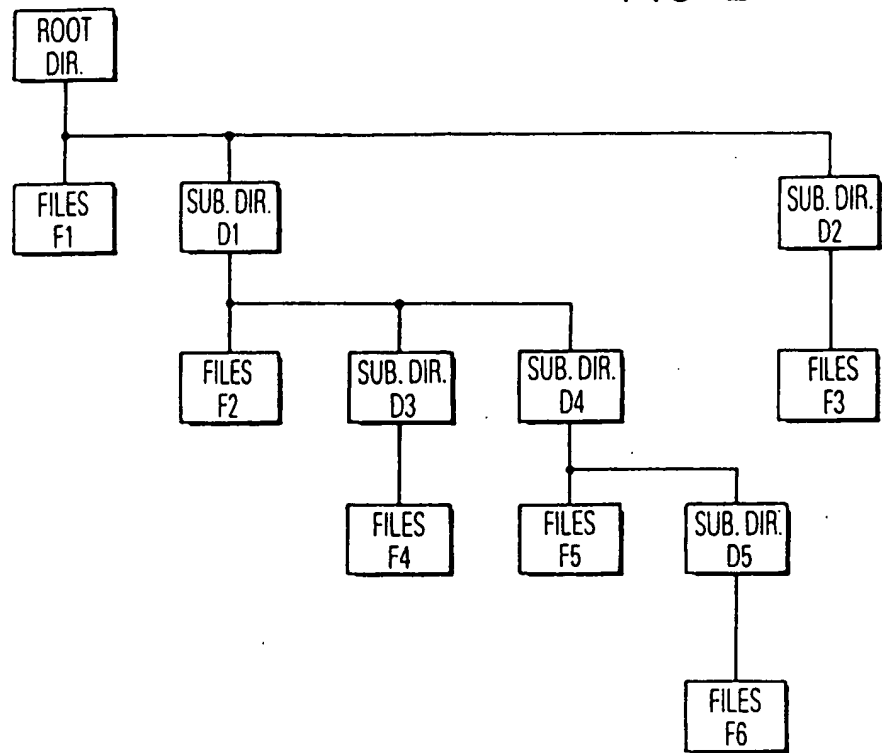 ROOT
DIR.
FILES
F1
SUB. DIR.
D1
SUB. DIR.
D2
FILES
F2
SUB. DIR.
D3
SUB. DIR.
D4
FILES
F3
FILES
F4
FILES
F5
SUB. DIR.
D5
FILES
F6